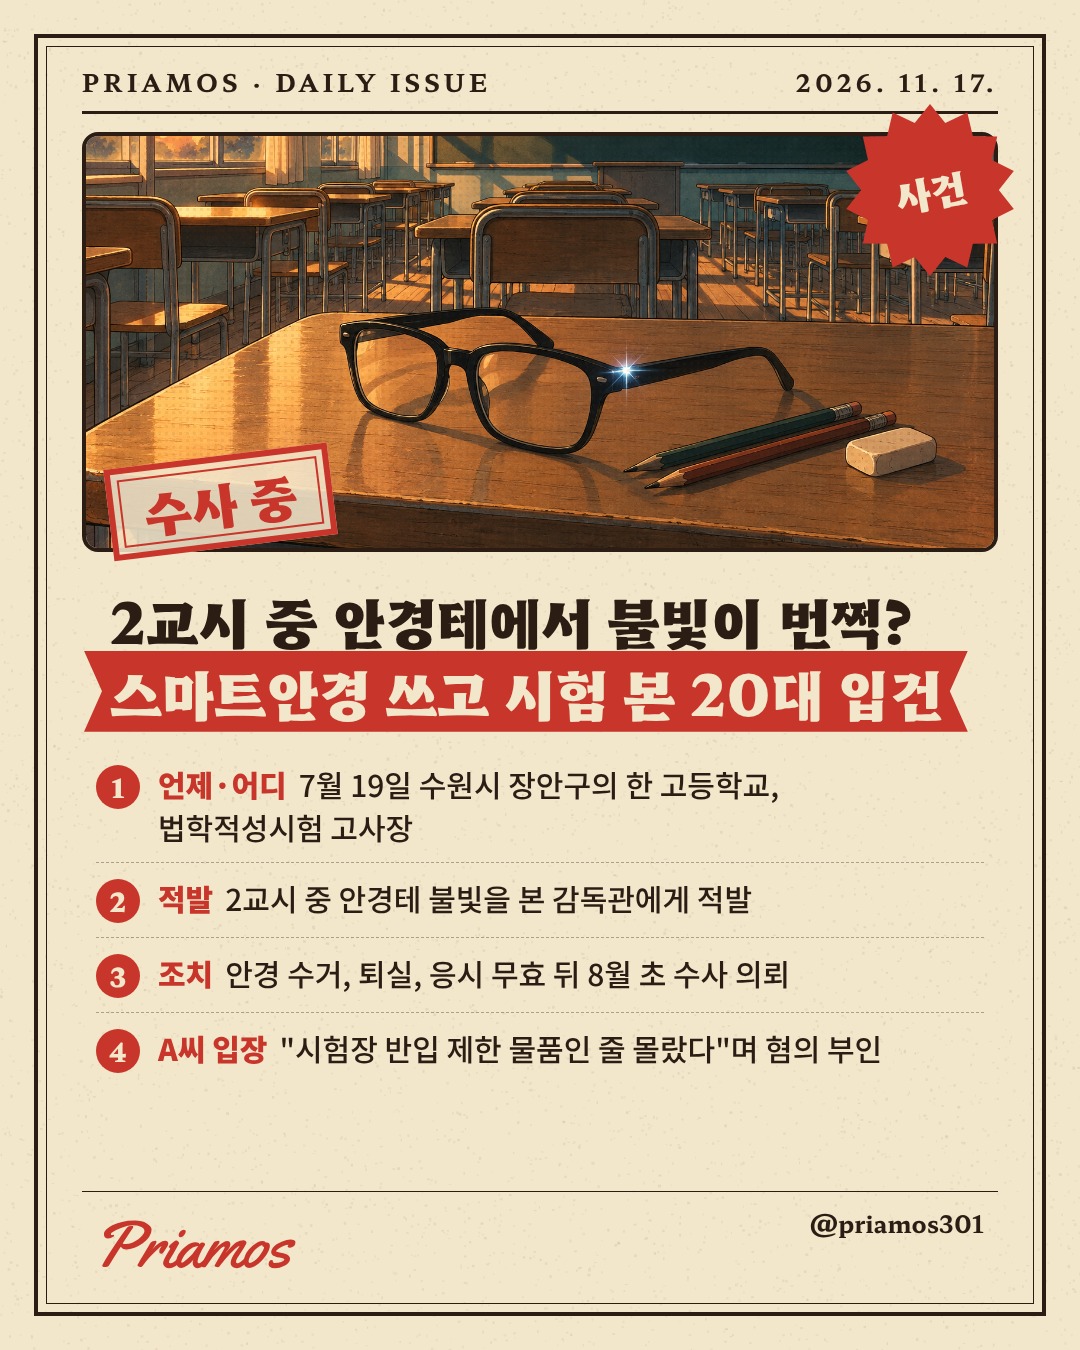 PRIAMOS · DAILY ISSUE
2026. 11. 17.
사건
수사 중
2교시 중 안경테에서 불빛이 번쩍?
스마트안경 쓰고 시험 본 20대 입건
1 언제·어디 7월 19일 수원시 장안구의 한 고등학교,
법학적성시험 고사장
2 적발 2교시 중 안경테 불빛을 본 감독관에게 적발
3 조치 안경 수거, 퇴실, 응시 무효 뒤 8월 초 수사 의뢰
4 A씨 입장 "시험장 반입 제한 물품인 줄 몰랐다"며 혐의 부인
Priamos
@priamos301